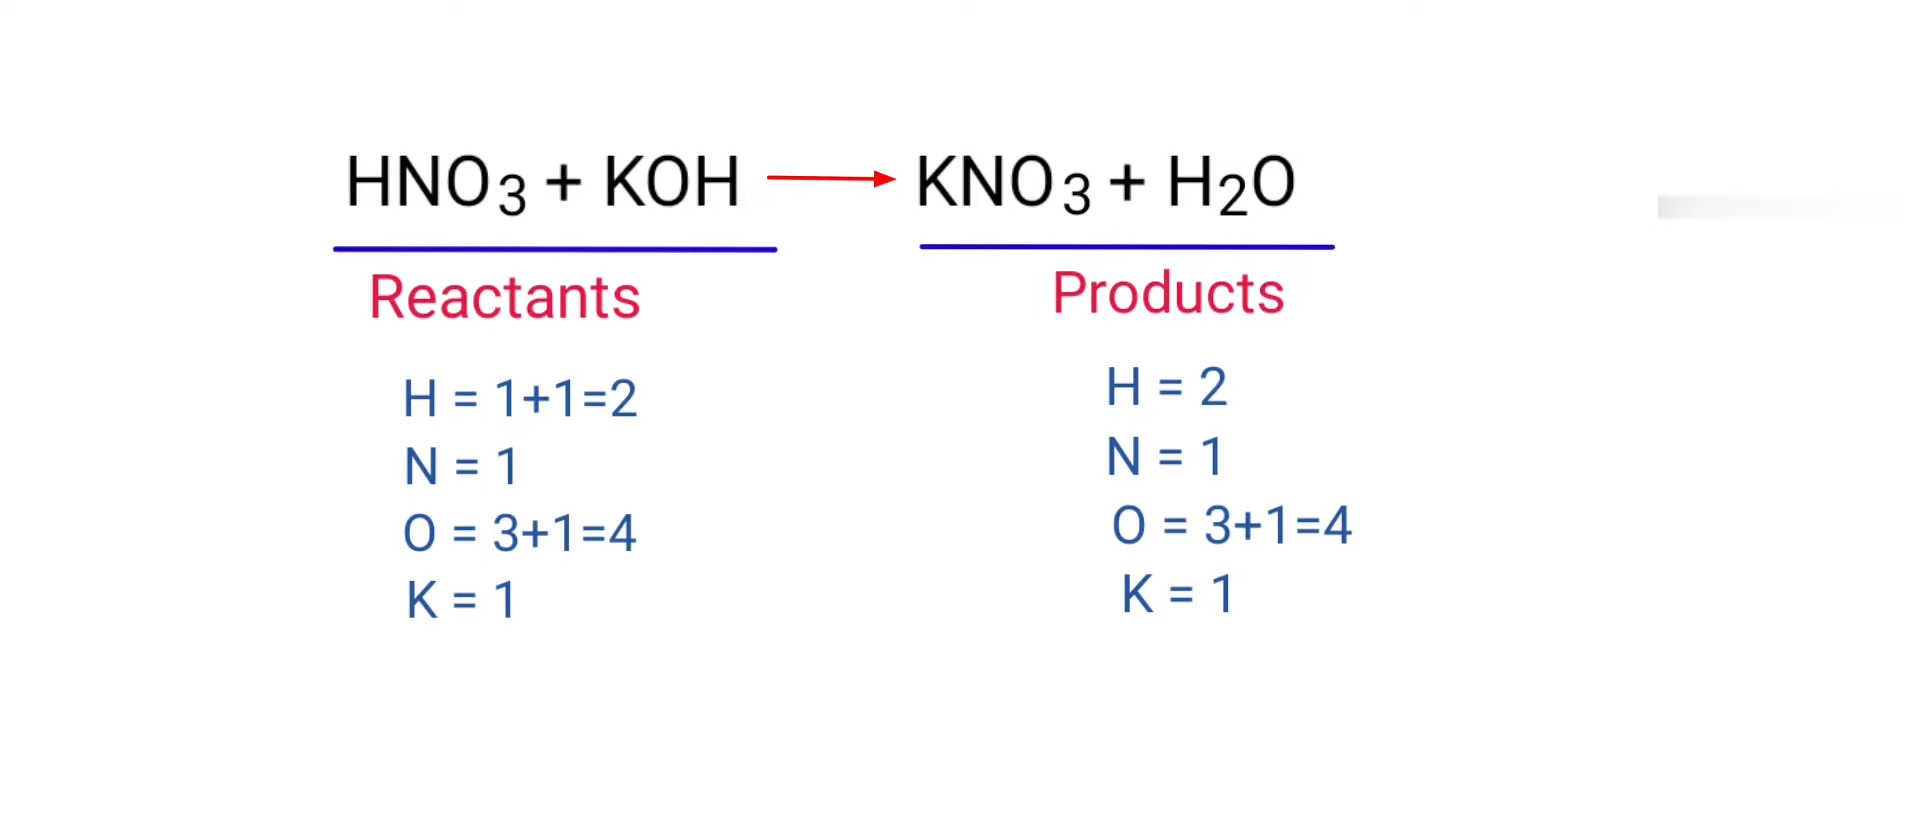 HNO3 + KOH → KNO3 + H2O
Reactants
Products
H = 1+1=2
N = 1
O = 3+1=4
K = 1
H = 2
N = 1
O = 3+1=4
K = 1